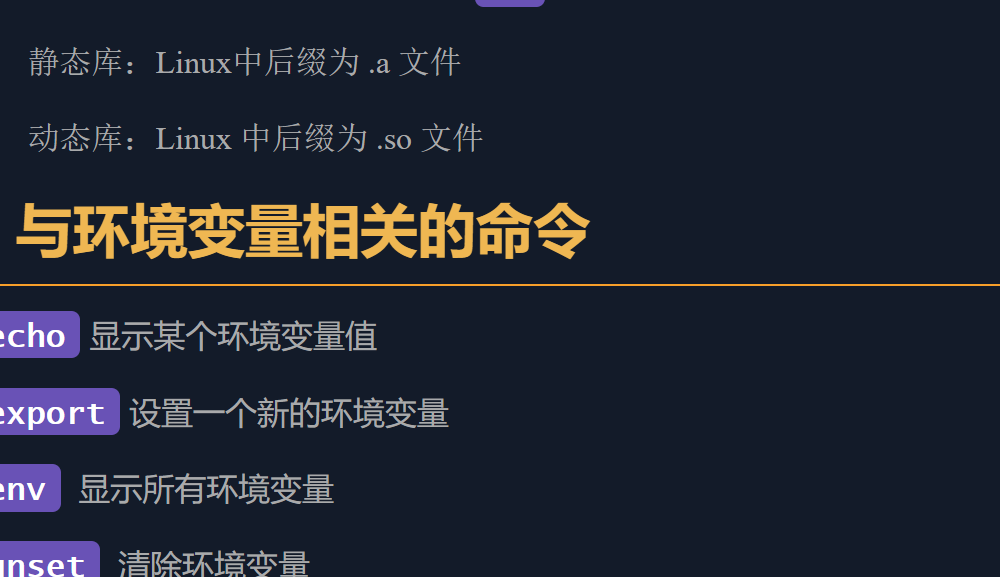 静态库：Linux中后缀为 .a 文件
动态库：Linux 中后缀为 .so 文件
与环境变量相关的命令
echo 显示某个环境变量值
export 设置一个新的环境变量
env 显示所有环境变量
unset 清除环境变量